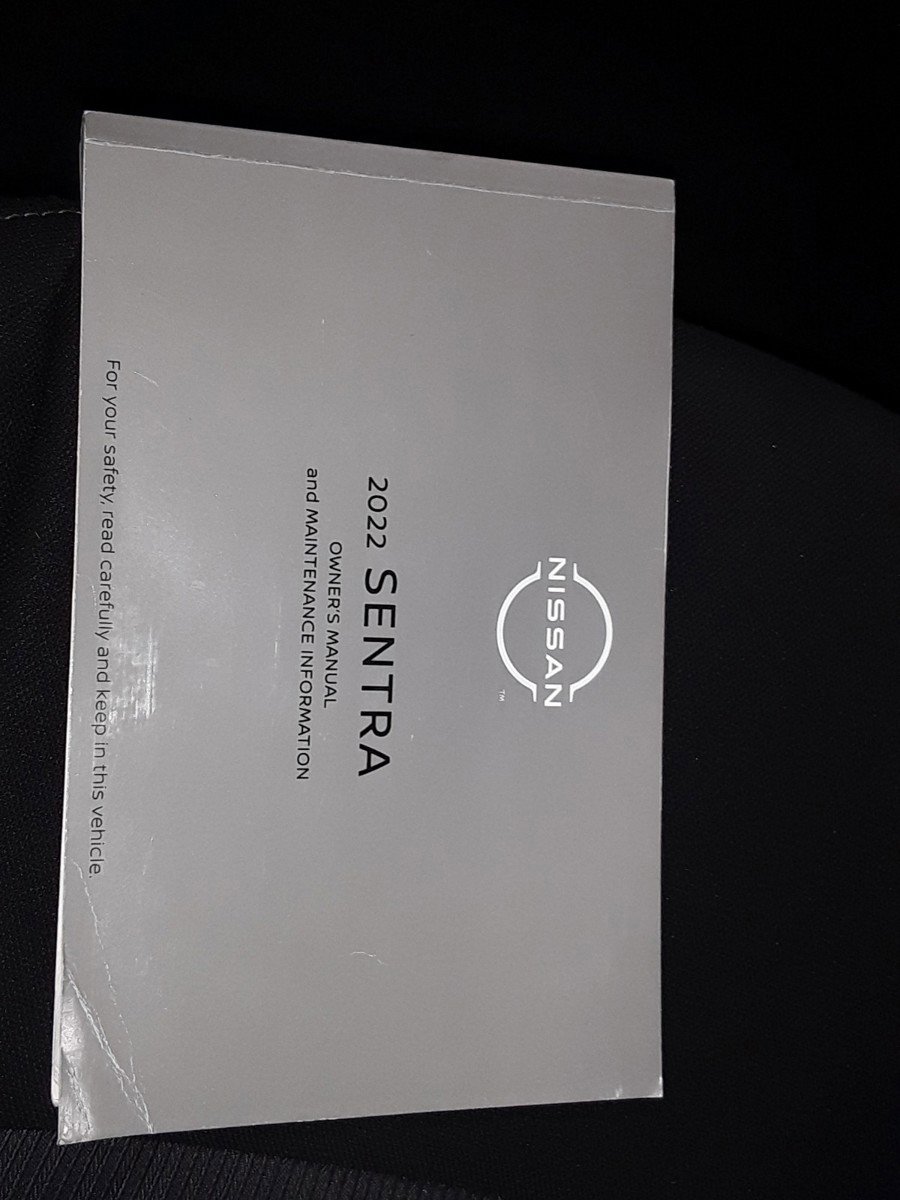 NISSAN
TM
2022 SENTRA
OWNER'S MANUAL
and MAINTENANCE INFORMATION
For your safety, read carefully and keep in this vehicle.